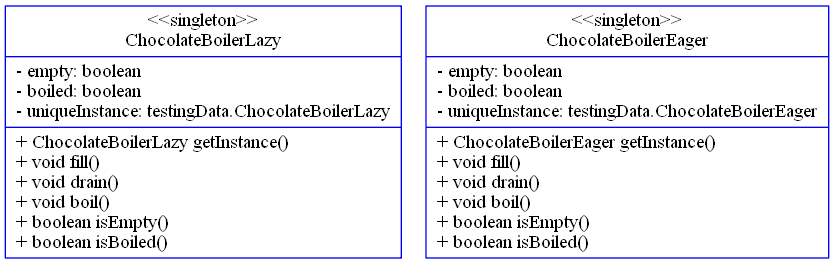 <<singleton>>
ChocolateBoilerLazy
- empty: boolean
- boiled: boolean
- uniqueInstance: testingData.ChocolateBoilerLazy
+ ChocolateBoilerLazy getInstance()
+ void fill()
+ void drain()
+ void boil()
+ boolean isEmpty()
+ boolean isBoiled()
<<singleton>>
ChocolateBoilerEager
- empty: boolean
- boiled: boolean
- uniqueInstance: testingData.ChocolateBoilerEager
+ ChocolateBoilerEager getInstance()
+ void fill()
+ void drain()
+ void boil()
+ boolean isEmpty()
+ boolean isBoiled()